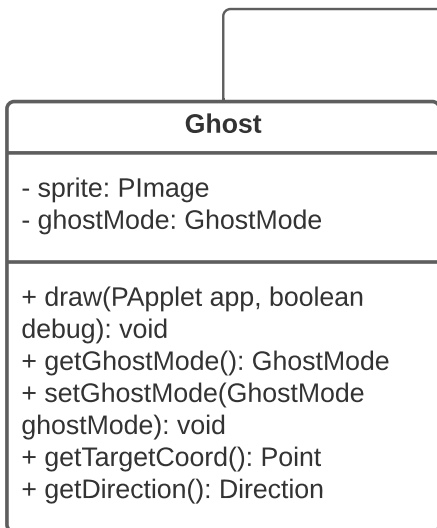 Ghost
- sprite: PImage
- ghostMode: GhostMode
+ draw(PApplet app, boolean
debug): void
+ getGhostMode(): GhostMode
+ setGhostMode(GhostMode
ghostMode): void
+ getTargetCoord(): Point
+ getDirection(): Direction